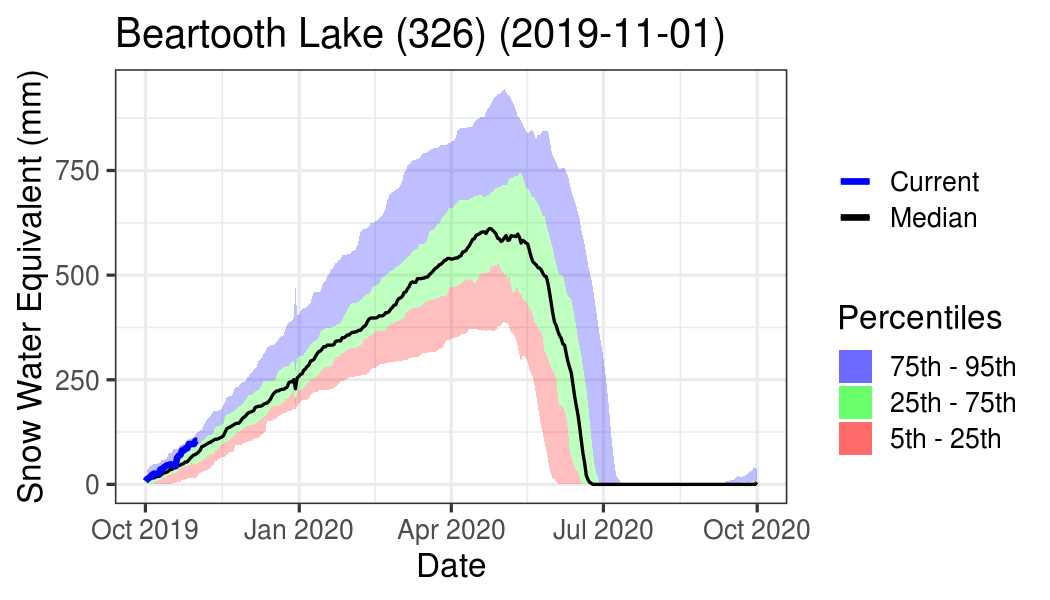 Beartooth Lake (326) (2019-11-01)
Snow Water Equivalent (mm)
750
500
250
0
Oct 2019 Jan 2020 Apr 2020 Jul 2020 Oct 2020
Date
Current
Median
Percentiles
75th - 95th
25th - 75th
5th - 25th